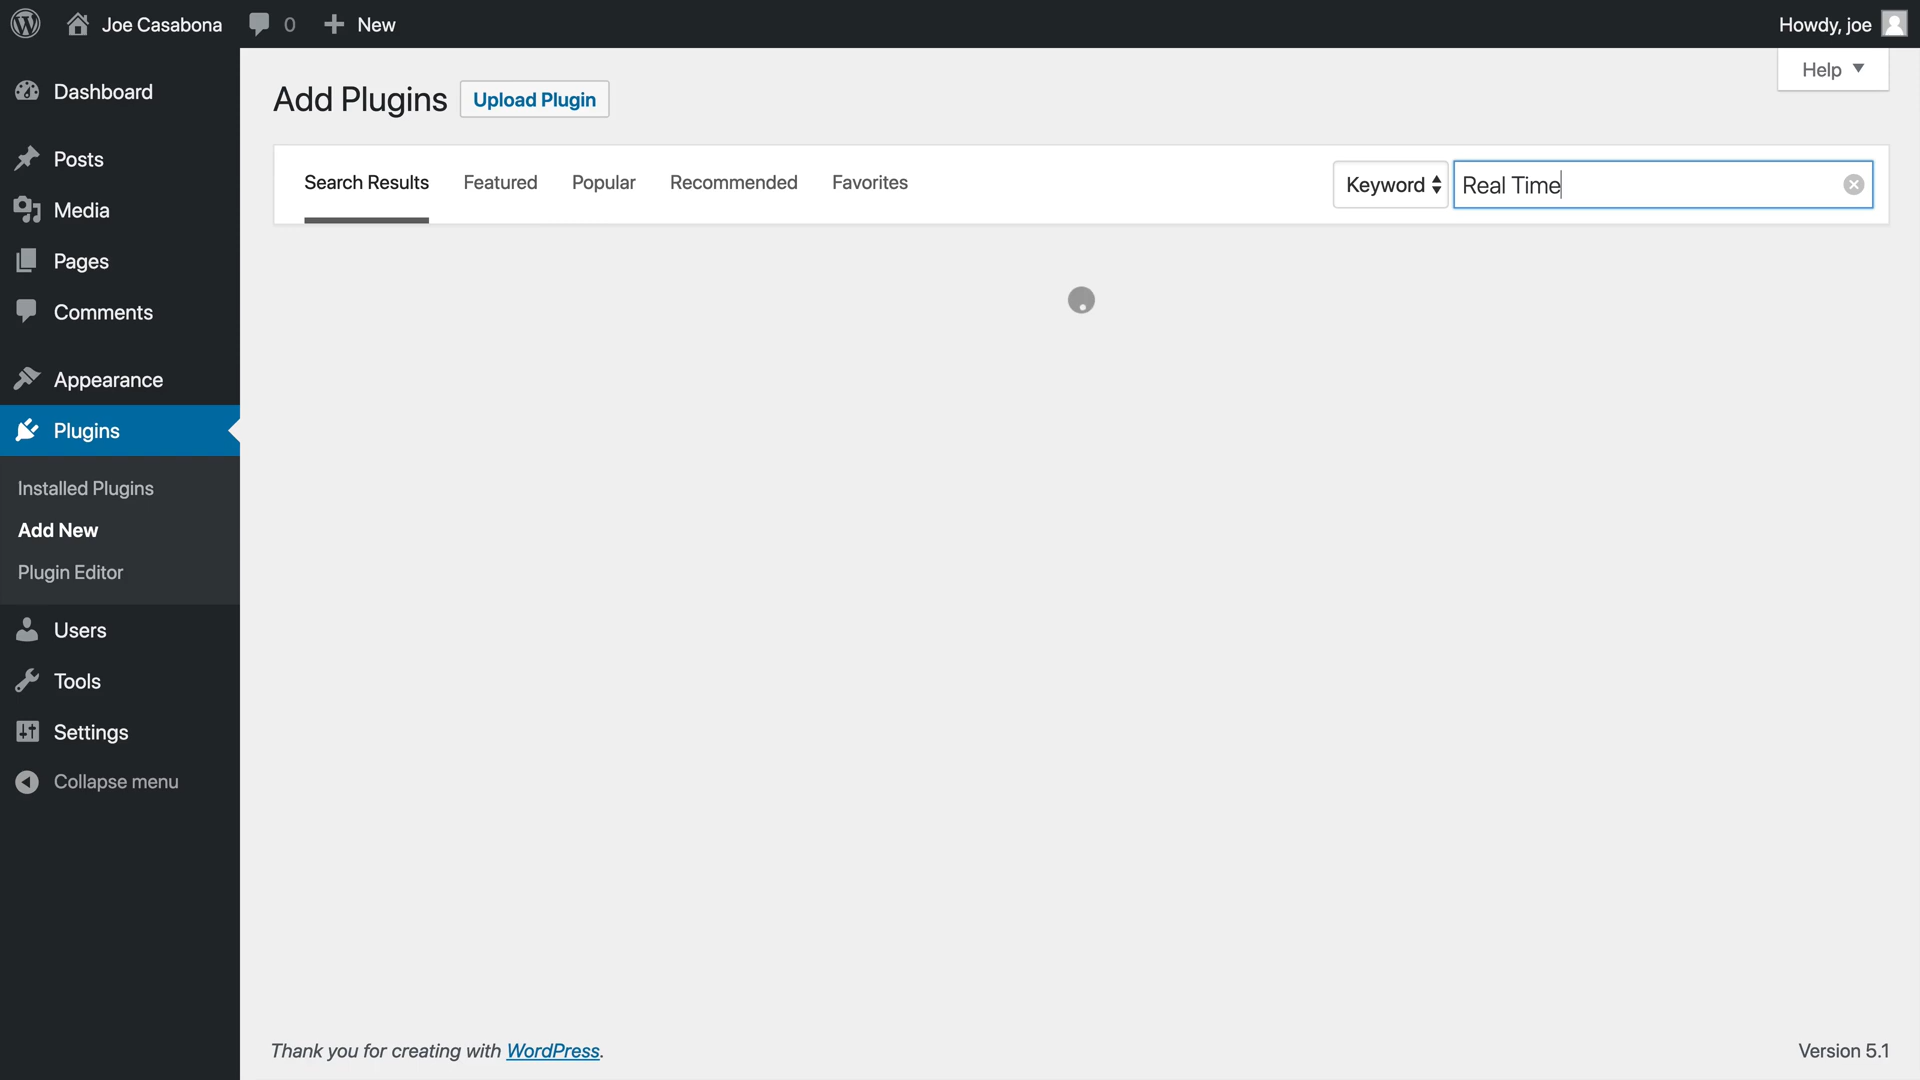 Joe Casabona 0 New Howdy, joe
Help
Dashboard
Posts
Media
Pages
Comments
Appearance
Plugins
Installed Plugins
Add New
Plugin Editor
Users
Tools
Settings
Collapse menu
Add Plugins Upload Plugin
Search Results Featured Popular Recommended Favorites Keyword Real Time
Thank you for creating with WordPress. Version 5.1